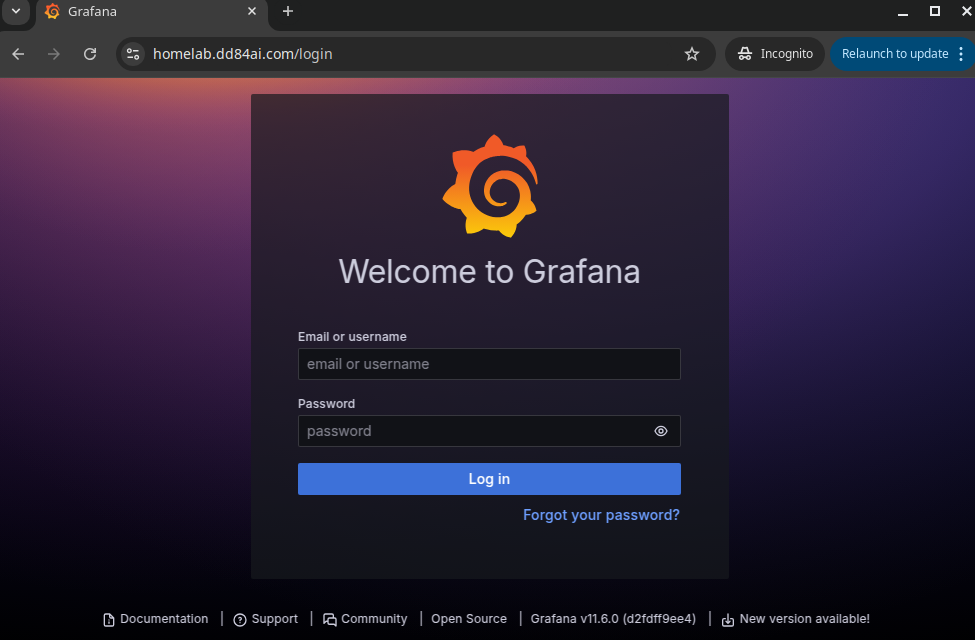 Grafana
homelab.dd84ai.com/login
Incognito
Relaunch to update
Welcome to Grafana
Email or username
email or username
Password
password
Log in
Forgot your password?
Documentation | Support | Community | Open Source | Grafana v11.6.0 (d2fdff9ee4) | New version available!